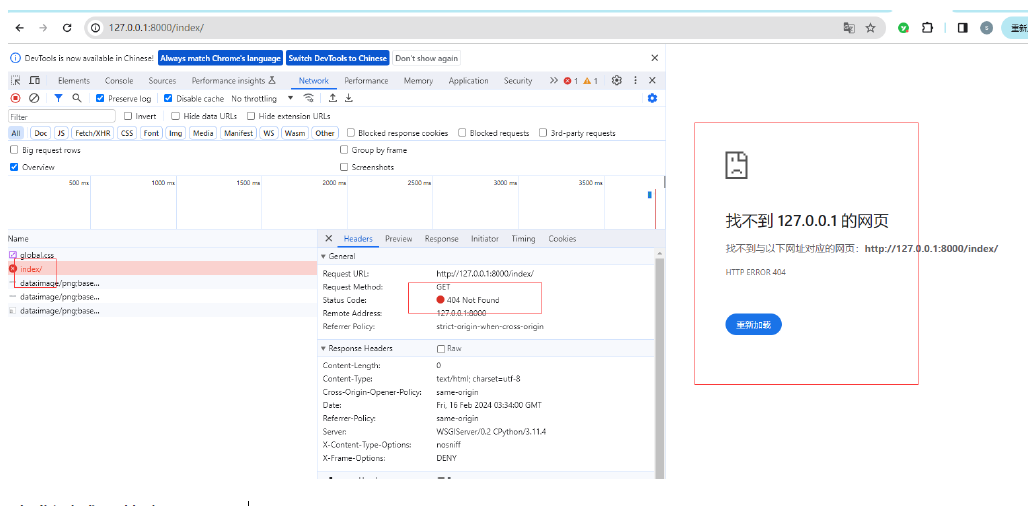 127.0.0.1:8000/index/
s
重新
DevTools is now available in Chinese! Always match Chrome's language Switch DevTools to Chinese Don't show again
Elements Console Sources Performance insights Network Performance Memory Application Security 1 1
Preserve log Disable cache No throttling
Filter Invert Hide data URLs Hide extension URLs
All Doc JS Fetch/XHR CSS Font Img Media Manifest WS Wasm Other Blocked response cookies Blocked requests 3rd-party requests
Big request rows Group by frame
Overview Screenshots
500 ms 1000 ms 1500 ms 2000 ms 2500 ms 3000 ms 3500 ms
Name
global.css
index/
data:image/png;base...
data:image/png;base...
data:image/png;base...
Headers Preview Response Initiator Timing Cookies
General
Request URL: http://127.0.0.1:8000/index/
Request Method: GET
Status Code: 404 Not Found
Remote Address: 127.0.0.1:8000
Referrer Policy: strict-origin-when-cross-origin
Response Headers Raw
Content-Length: 0
Content-Type: text/html; charset=utf-8
Cross-Origin-Opener-Policy: same-origin
Date: Fri, 16 Feb 2024 03:34:00 GMT
Referrer-Policy: same-origin
Server: WSGIServer/0.2 CPython/3.11.4
X-Content-Type-Options: nosniff
X-Frame-Options: DENY
找不到 127.0.0.1 的网页
找不到与以下网址对应的网页：http://127.0.0.1:8000/index/
HTTP ERROR 404
重新加载